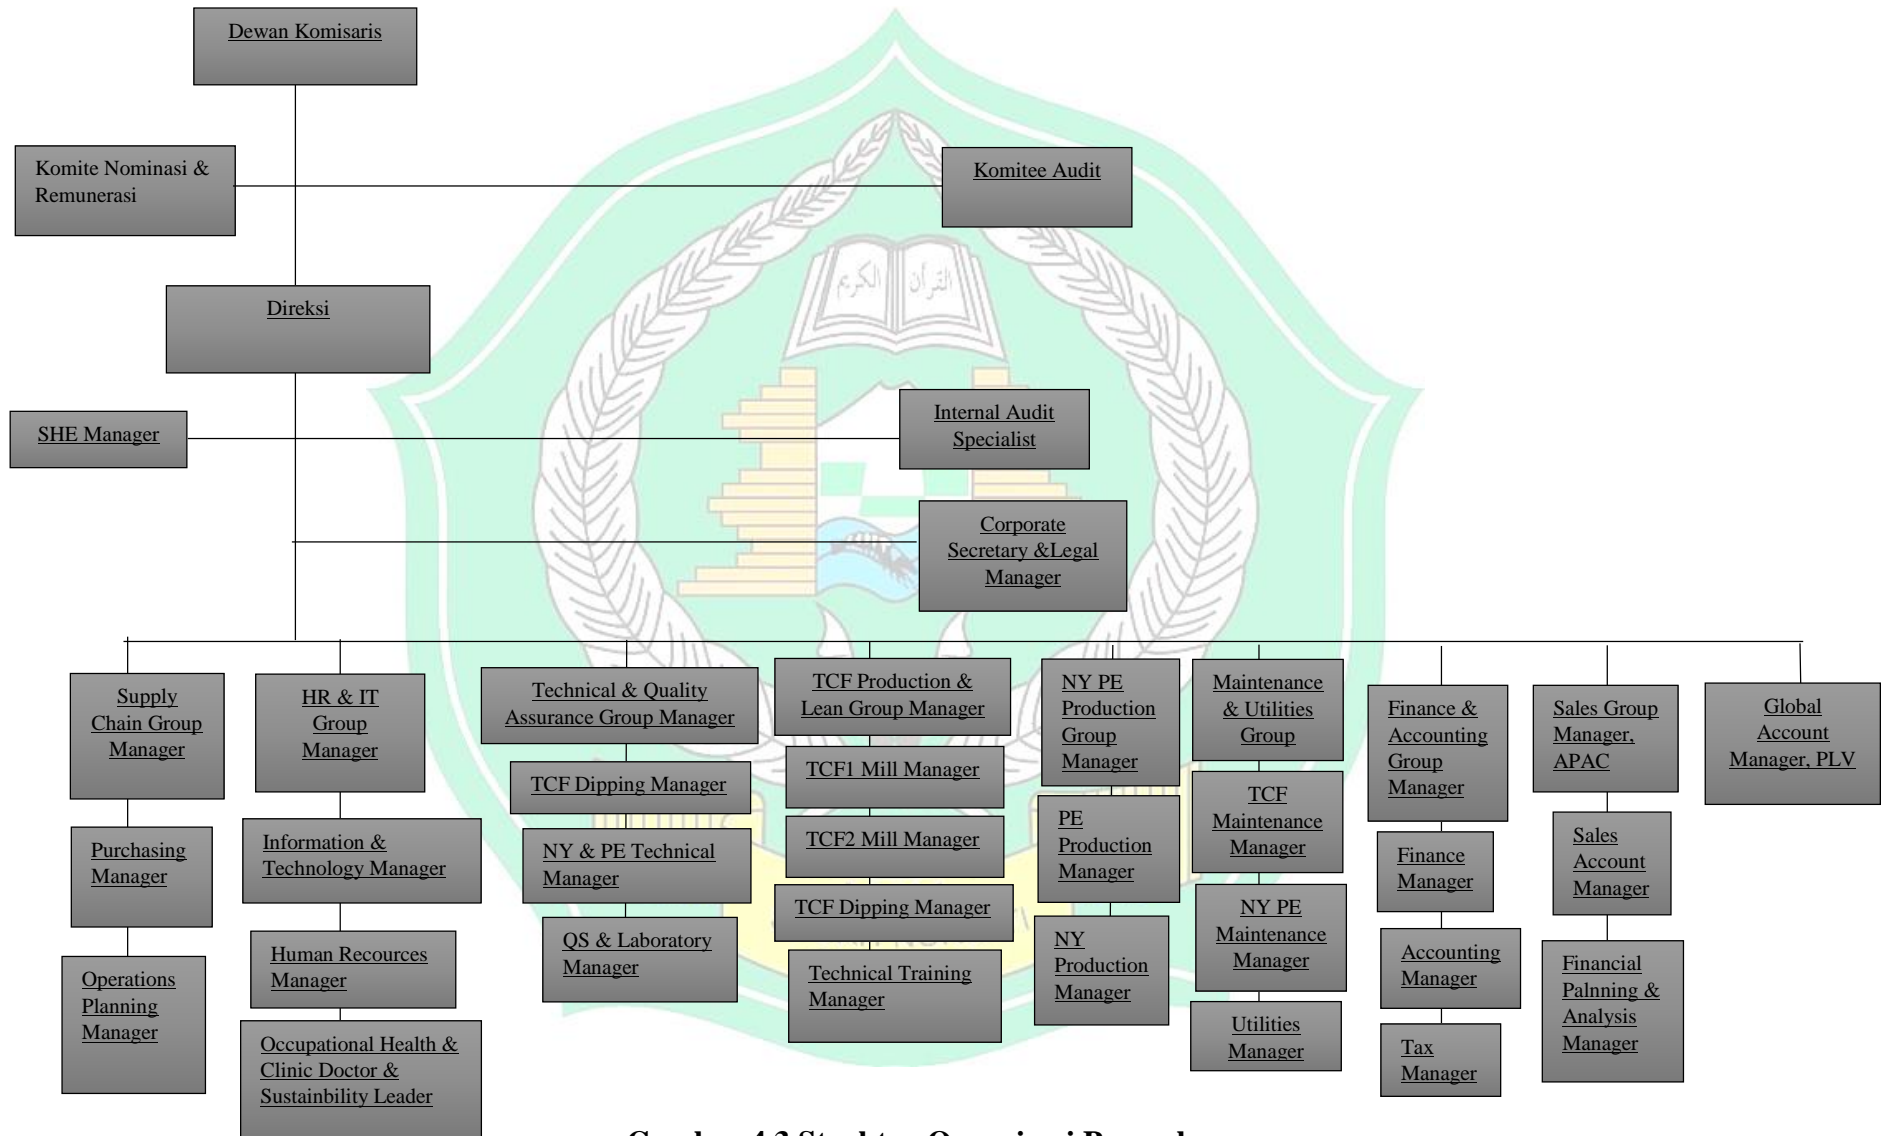 Dewan Komisaris
Komite Nominasi &
Remunerasi
Komitee Audit
القرآن الكريم
Direksi
SHE Manager
Internal Audit
Specialist
Corporate
Secretary &Legal
Manager
Supply
Chain Group
Manager
Purchasing
Manager
Operations
Planning
Manager
HR & IT
Group
Manager
Information &
Technology Manager
Human Recources
Manager
Occupational Health &
Clinic Doctor &
Sustainbility Leader
Technical & Quality
Assurance Group Manager
TCF Dipping Manager
NY & PE Technical
Manager
QS & Laboratory
Manager
TCF Production &
Lean Group Manager
TCF1 Mill Manager
TCF2 Mill Manager
TCF Dipping Manager
Technical Training
Manager
NY PE
Production
Group
Manager
PE
Production
Manager
NY
Production
Manager
Maintenance
& Utilities
Group
TCF
Maintenance
Manager
NY PE
Maintenance
Manager
Utilities
Manager
Finance &
Accounting
Group
Manager
Finance
Manager
Accounting
Manager
Tax
Manager
Sales Group
Manager,
APAC
Sales
Account
Manager
Financial
Palnning &
Analysis
Manager
Global
Account
Manager, PLV